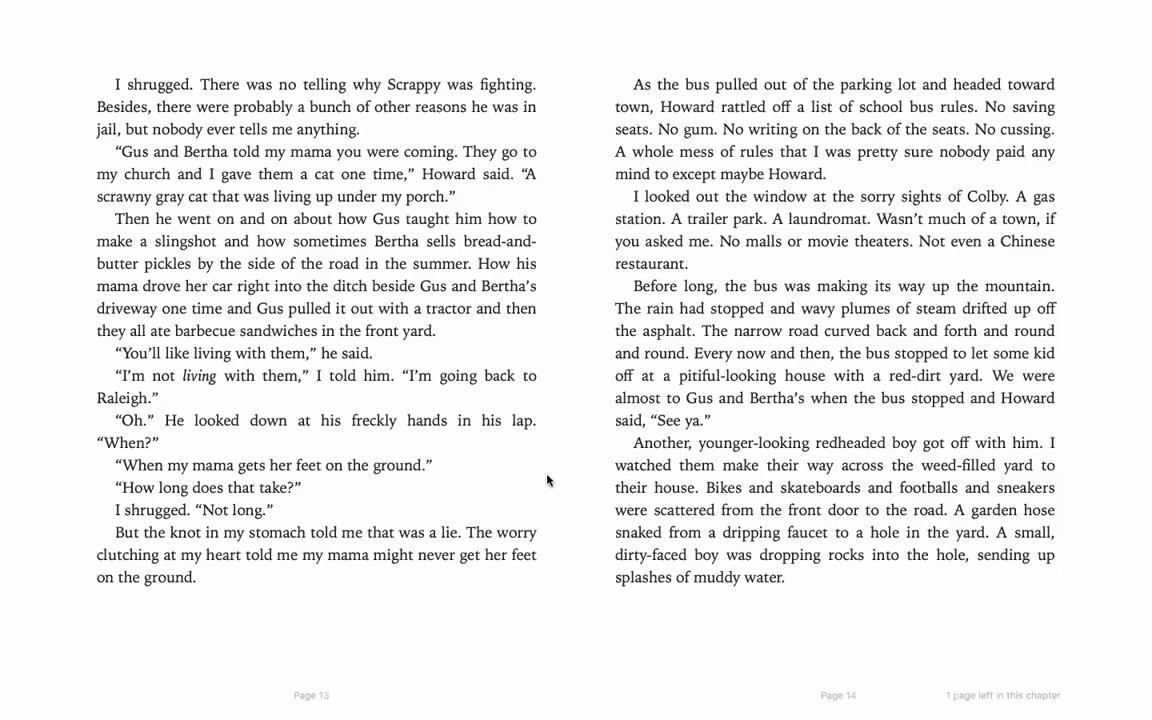 I shrugged. There was no telling why Scrappy was fighting.
Besides, there were probably a bunch of other reasons he was in
jail, but nobody ever tells me anything.
“Gus and Bertha told my mama you were coming. They go to
my church and I gave them a cat one time,” Howard said. “A
scrawny gray cat that was living up under my porch.”
Then he went on and on about how Gus taught him how to
make a slingshot and how sometimes Bertha sells bread-and-
butter pickles by the side of the road in the summer. How his
mama drove her car right into the ditch beside Gus and Bertha’s
driveway one time and Gus pulled it out with a tractor and then
they all ate barbecue sandwiches in the front yard.
“You’ll like living with them,” he said.
“I’m not living with them,” I told him. “I’m going back to
Raleigh.”
“Oh.” He looked down at his freckly hands in his lap.
“When?”
“When my mama gets her feet on the ground.”
“How long does that take?”
I shrugged. “Not long.”
But the knot in my stomach told me that was a lie. The worry
clutching at my heart told me my mama might never get her feet
on the ground.
Page 13
As the bus pulled out of the parking lot and headed toward
town, Howard rattled off a list of school bus rules. No saving
seats. No gum. No writing on the back of the seats. No cussing.
A whole mess of rules that I was pretty sure nobody paid any
mind to except maybe Howard.
I looked out the window at the sorry sights of Colby. A gas
station. A trailer park. A laundromat. Wasn’t much of a town, if
you asked me. No malls or movie theaters. Not even a Chinese
restaurant.
Before long, the bus was making its way up the mountain.
The rain had stopped and wavy plumes of steam drifted up off
the asphalt. The narrow road curved back and forth and round
and round. Every now and then, the bus stopped to let some kid
off at a pitiful-looking house with a red-dirt yard. We were
almost to Gus and Bertha’s when the bus stopped and Howard
said, “See ya.”
Another, younger-looking redheaded boy got off with him. I
watched them make their way across the weed-filled yard to
their house. Bikes and skateboards and footballs and sneakers
were scattered from the front door to the road. A garden hose
snaked from a dripping faucet to a hole in the yard. A small,
dirty-faced boy was dropping rocks into the hole, sending up
splashes of muddy water.
Page 14
1 page left in this chapter